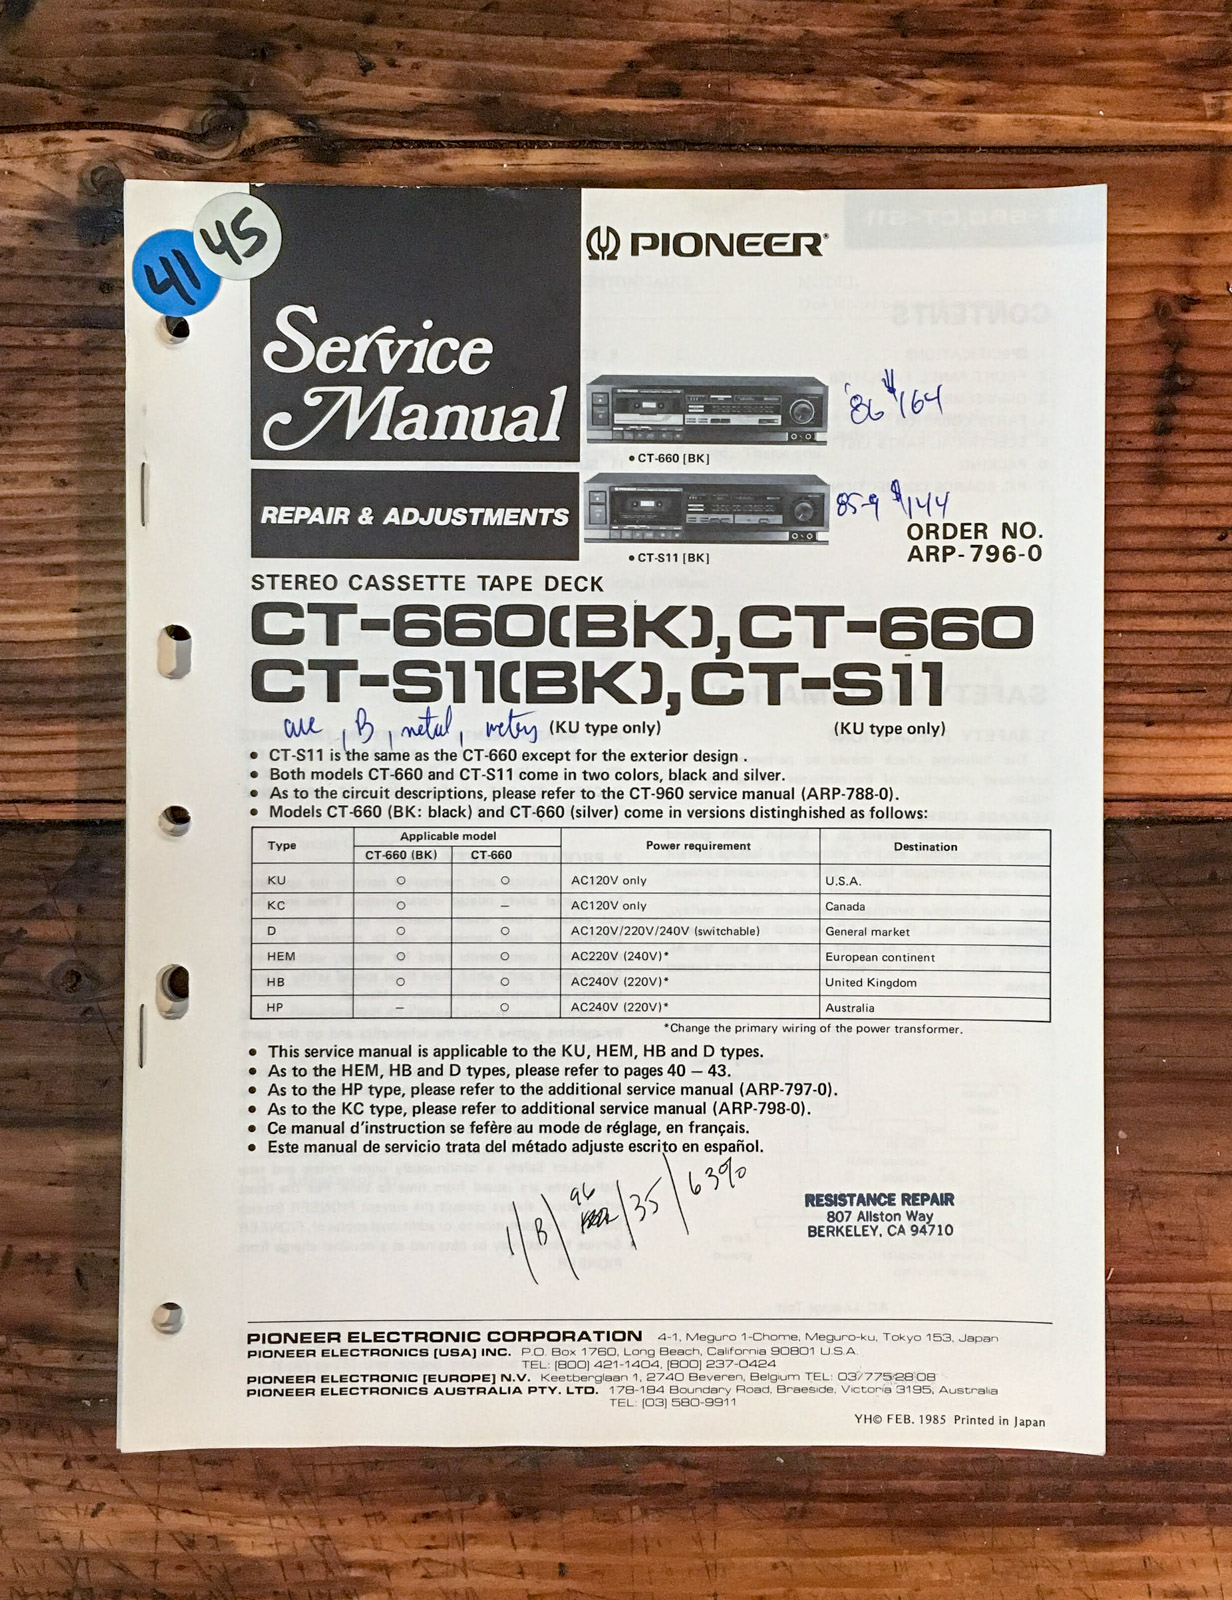 45
41
PIONEER®
Service
Manual
'86 $164
• CT-660 [BK]
REPAIR & ADJUSTMENTS
85-9 $144
• CT-S11 [BK]
ORDER NO.
ARP-796-0
STEREO CASSETTE TAPE DECK
CT-660(BK), CT-660
CT-S11(BK), CT-S11
, B, metal, meters (KU type only) (KU type only)
• CT-S11 is the same as the CT-660 except for the exterior design .
• Both models CT-660 and CT-S11 come in two colors, black and silver.
• As to the circuit descriptions, please refer to the CT-960 service manual (ARP-788-0).
• Models CT-660 (BK: black) and CT-660 (silver) come in versions distinghished as follows:
Type Applicable model Power requirement Destination
CT-660 (BK) CT-660
KU ○ ○ AC120V only U.S.A.
KC ○ – AC120V only Canada
D ○ ○ AC120V/220V/240V (switchable) General market
HEM ○ ○ AC220V (240V)* European continent
HB ○ ○ AC240V (220V)* United Kingdom
HP – ○ AC240V (220V)* Australia
*Change the primary wiring of the power transformer.
• This service manual is applicable to the KU, HEM, HB and D types.
• As to the HEM, HB and D types, please refer to pages 40 – 43.
• As to the HP type, please refer to the additional service manual (ARP-797-0).
• As to the KC type, please refer to additional service manual (ARP-798-0).
• Ce manual d'instruction se fefère au mode de réglage, en français.
• Este manual de servicio trata del métado adjuste escrito en español.
1/B/96/35/63%
RESISTANCE REPAIR
807 Allston Way
BERKELEY, CA 94710
PIONEER ELECTRONIC CORPORATION 4-1, Meguro 1-Chome, Meguro-ku, Tokyo 153, Japan
PIONEER ELECTRONICS [USA] INC. P.O. Box 1760, Long Beach, California 90801 U.S.A.
TEL: [800] 421-1404, [800] 237-0424
PIONEER ELECTRONIC [EUROPE] N.V. Keetberglaan 1, 2740 Beveren, Belgium TEL: 03/775·28·08
PIONEER ELECTRONICS AUSTRALIA PTY. LTD. 178-184 Boundary Road, Braeside, Victoria 3195, Australia
TEL: [03] 580-9911
YH© FEB. 1985 Printed in Japan